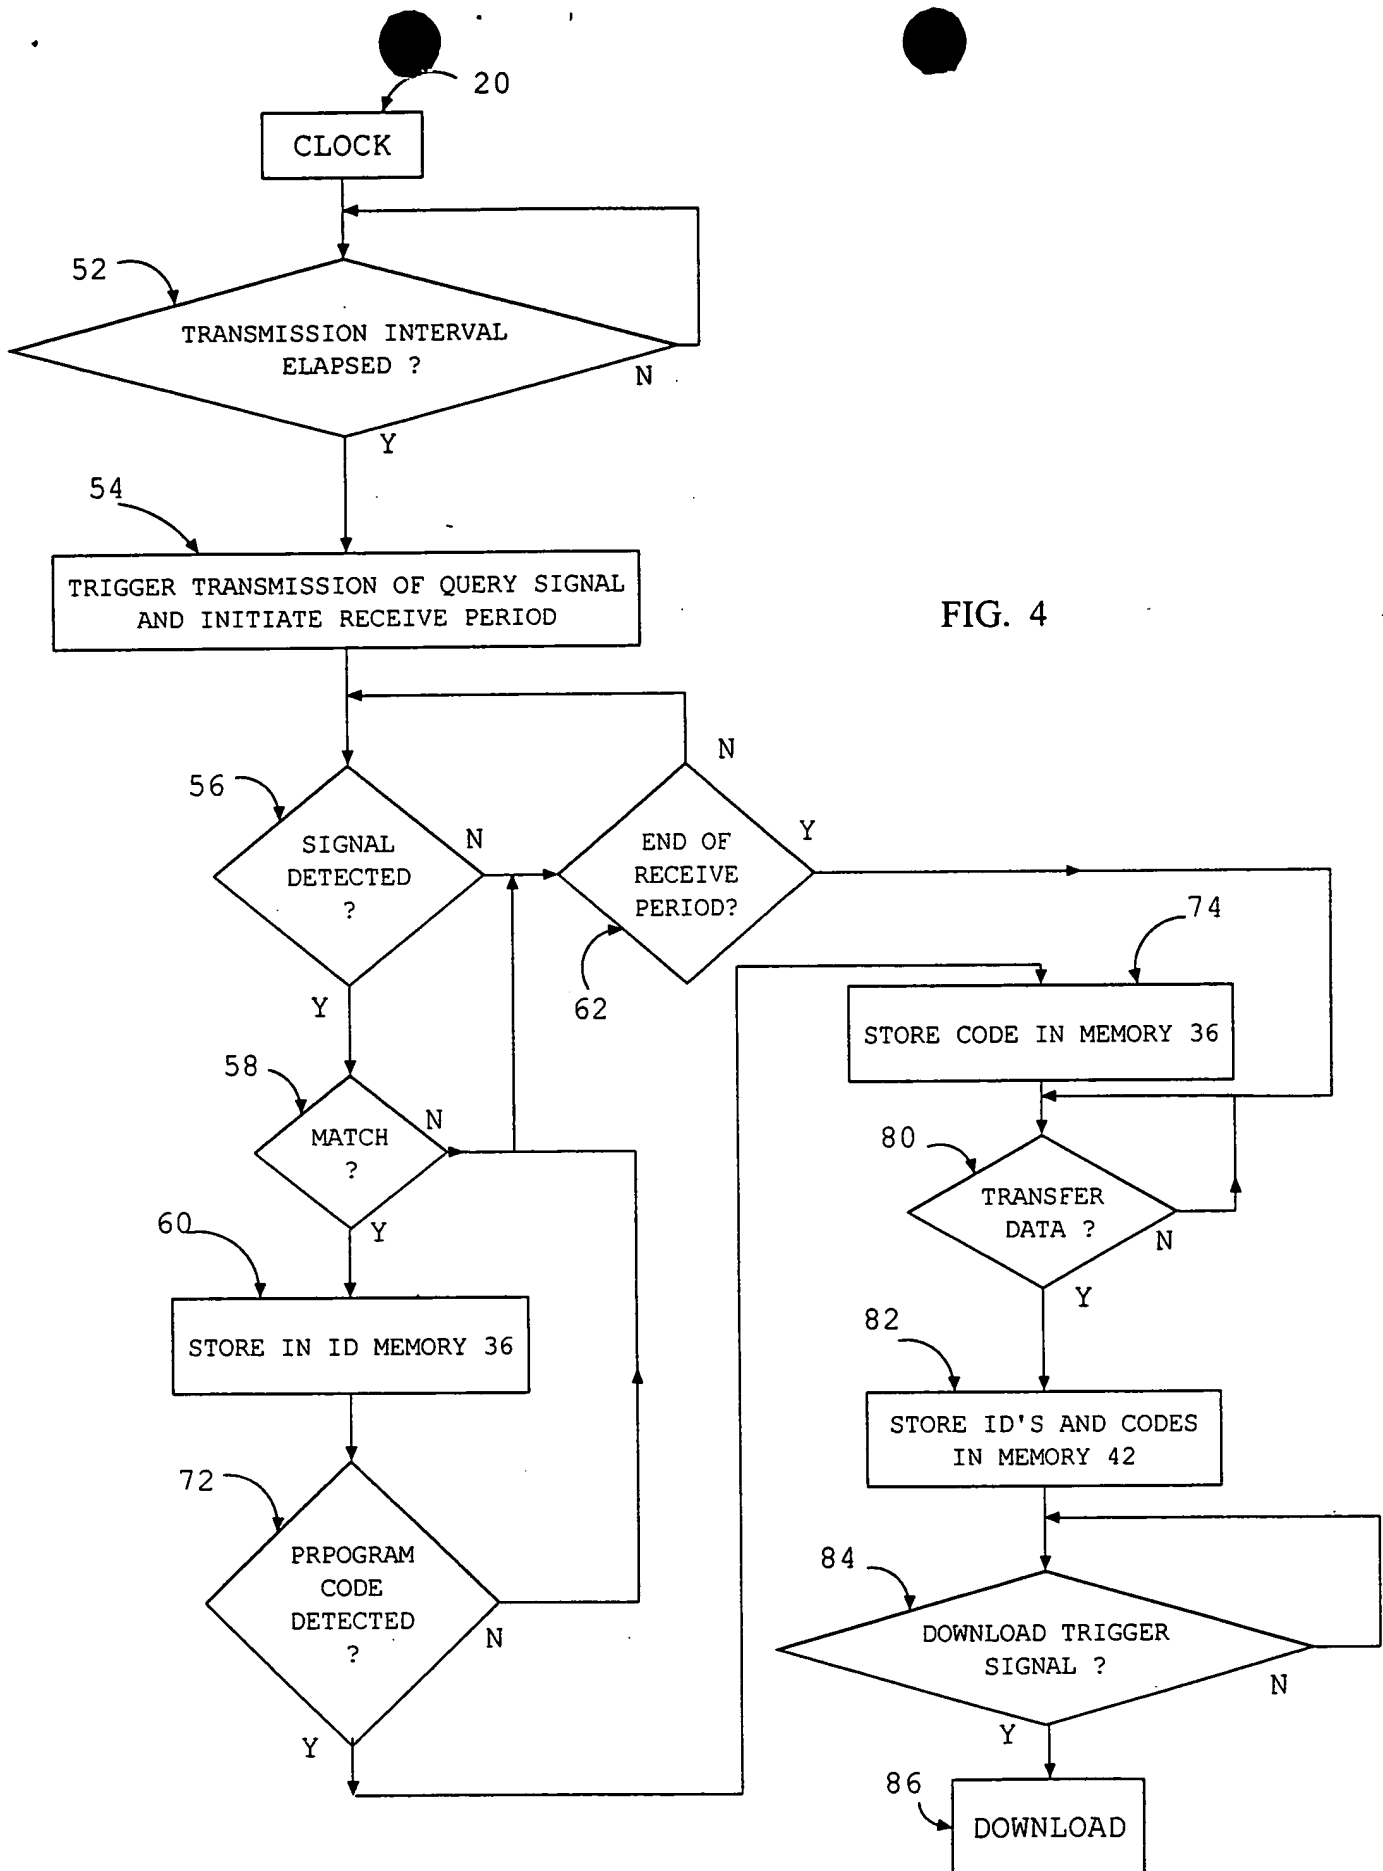 20
CLOCK
52
TRANSMISSION INTERVAL
ELAPSED ?
N
Y
54
TRIGGER TRANSMISSION OF QUERY SIGNAL
AND INITIATE RECEIVE PERIOD
FIG. 4
56
SIGNAL
DETECTED
?
N
Y
END OF
RECEIVE
PERIOD?
N
Y
62
58
MATCH
?
N
Y
60
STORE IN ID MEMORY 36
72
PRPOGRAM
CODE
DETECTED
?
N
Y
74
STORE CODE IN MEMORY 36
80
TRANSFER
DATA ?
N
Y
82
STORE ID'S AND CODES
IN MEMORY 42
84
DOWNLOAD TRIGGER
SIGNAL ?
N
Y
86
DOWNLOAD